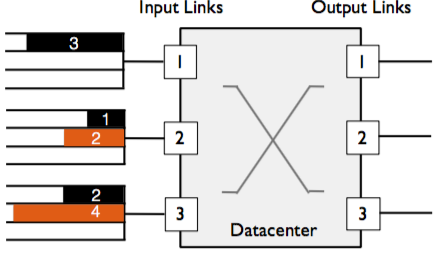 Input Links Output Links
3
1 1
1
2 2 2
2
4 3 3
Datacenter